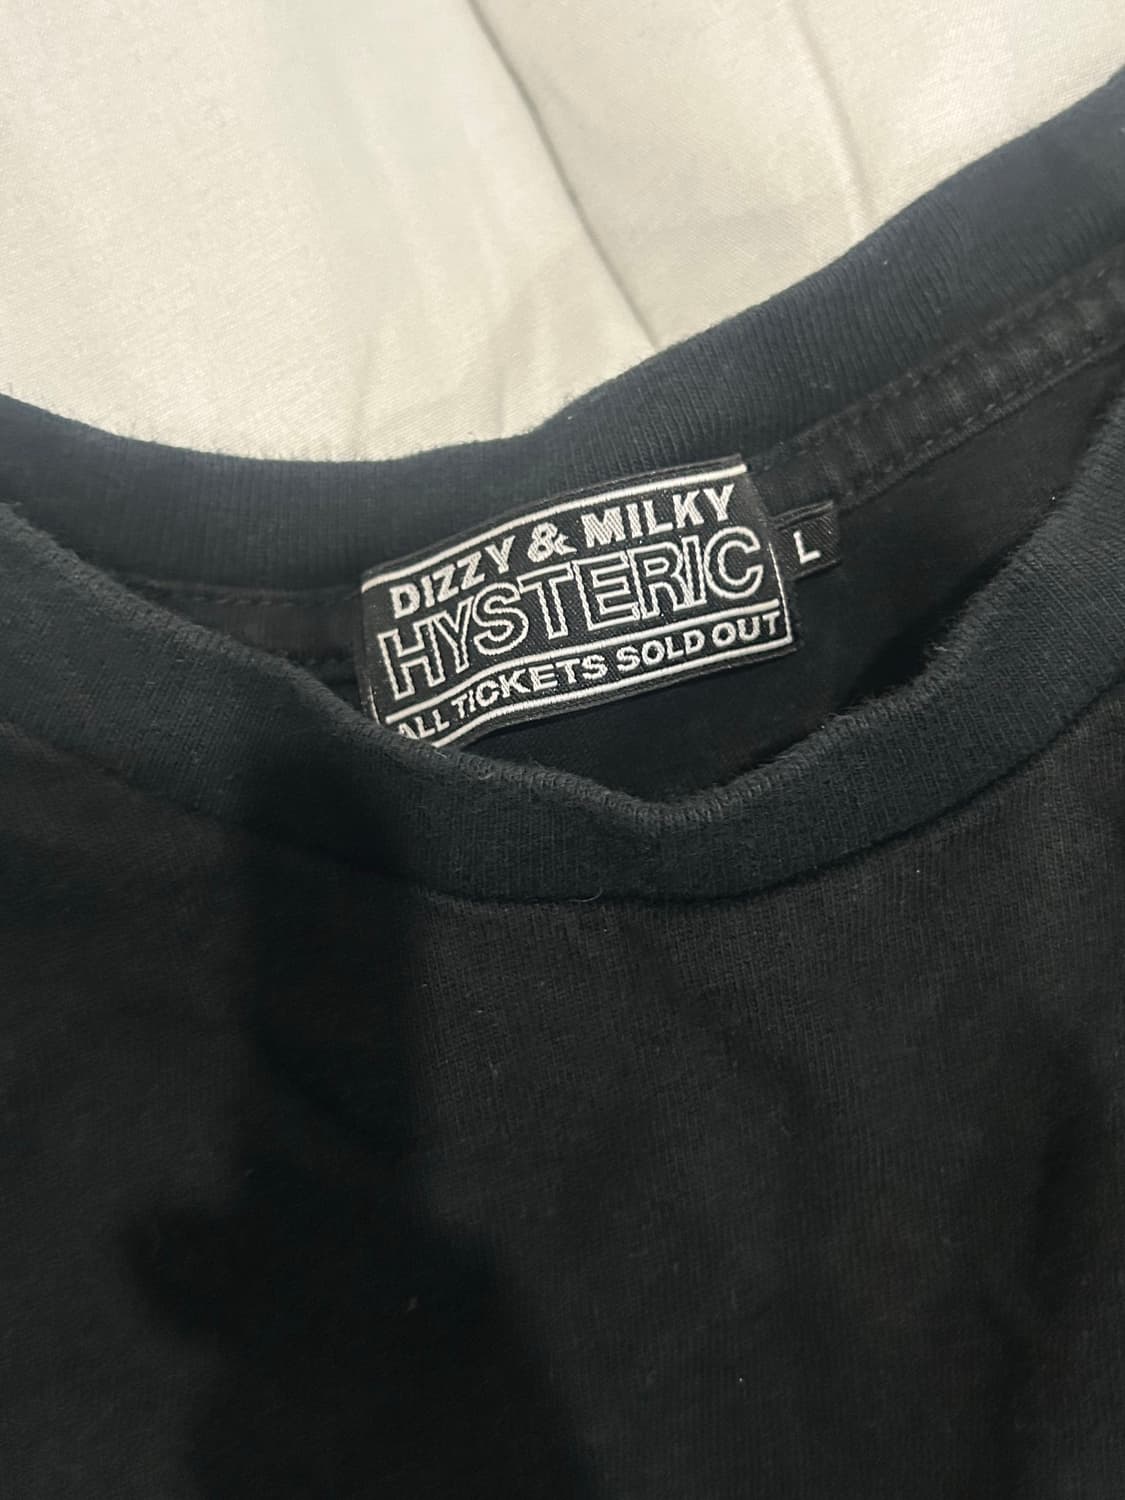 DIZZY & MILKY
HYSTERIC
ALL TICKETS SOLD OUT
L